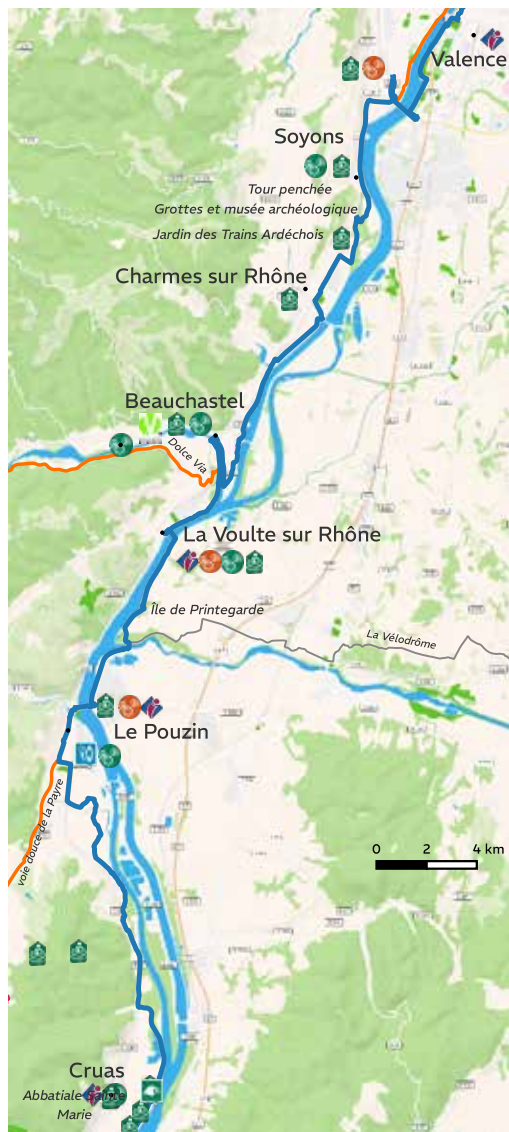 Valence
Soyons
Tour penchée
Grottes et musée archéologique
Jardin des Trains Ardéchois
Charmes sur Rhône
Beauchastel
Dolce Via
La Voulte sur Rhône
Île de Printegarde
La Vélodrôme
Le Pouzin
voie douce de la Payre
0 2 4 km
Cruas
Abbatiale Sainte
Marie